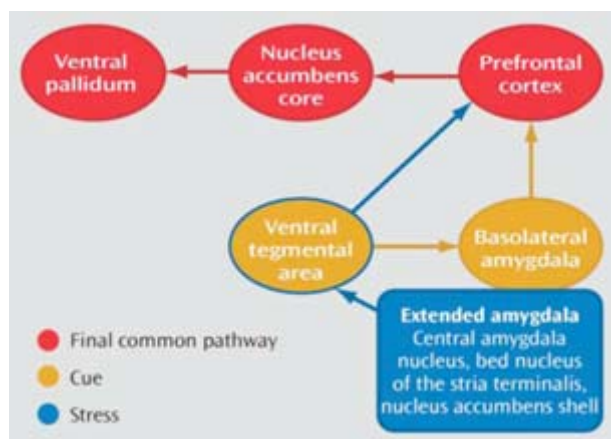 Ventral
pallidum
Nucleus
accumbens
core
Prefrontal
cortex
Ventral
tegmental
area
Basolateral
amygdala
Extended amygdala
Central amygdala
nucleus, bed nucleus
of the stria terminalis,
nucleus accumbens shell
Final common pathway
Cue
Stress